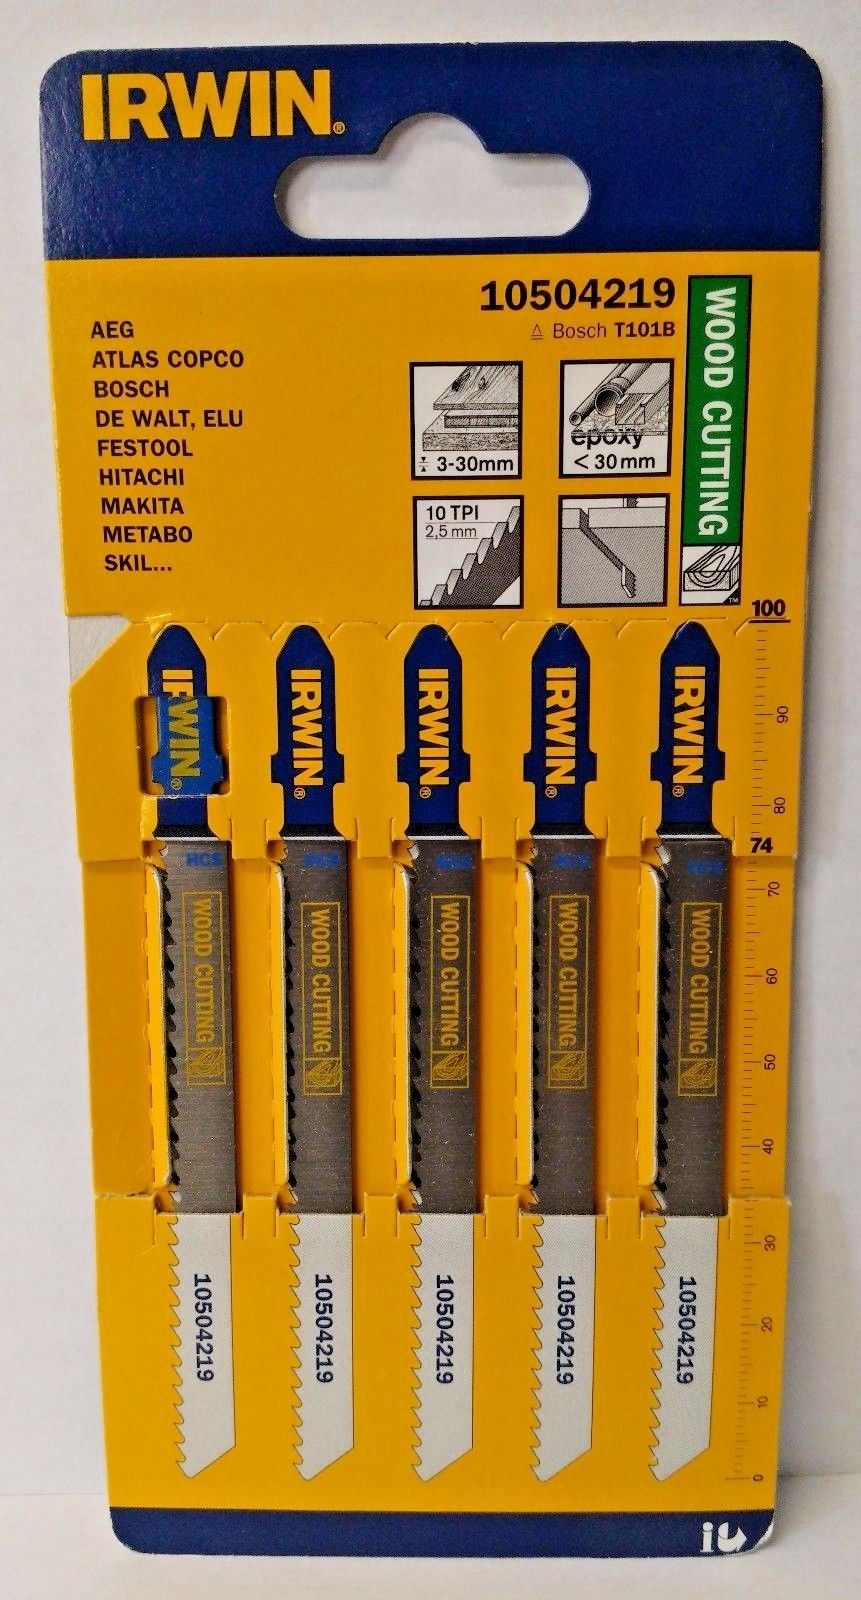 IRWIN®
10504219
≙ Bosch T101B
WOOD CUTTING
™
AEG
ATLAS COPCO
BOSCH
DE WALT, ELU
FESTOOL
HITACHI
MAKITA
METABO
SKIL...
3-30mm
epoxy
< 30mm
10 TPI
2,5 mm
100
90
80
74
70
60
50
40
30
20
10
0
IRWIN®
IRWIN®
IRWIN®
IRWIN®
IRWIN®
HCS
HCS
HCS
HCS
HCS
WOOD CUTTING
WOOD CUTTING
WOOD CUTTING
WOOD CUTTING
WOOD CUTTING
10504219
10504219
10504219
10504219
10504219